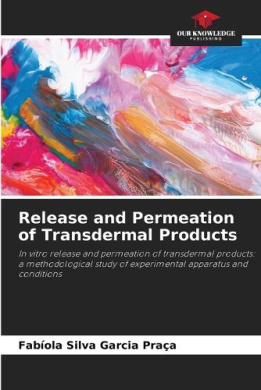 OUR KNOWLEDGE
PUBLISHING
Release and Permeation
of Transdermal Products
In vitro release and permeation of transdermal products:
a methodological study of experimental apparatus and
conditions
Fabíola Silva Garcia Praça